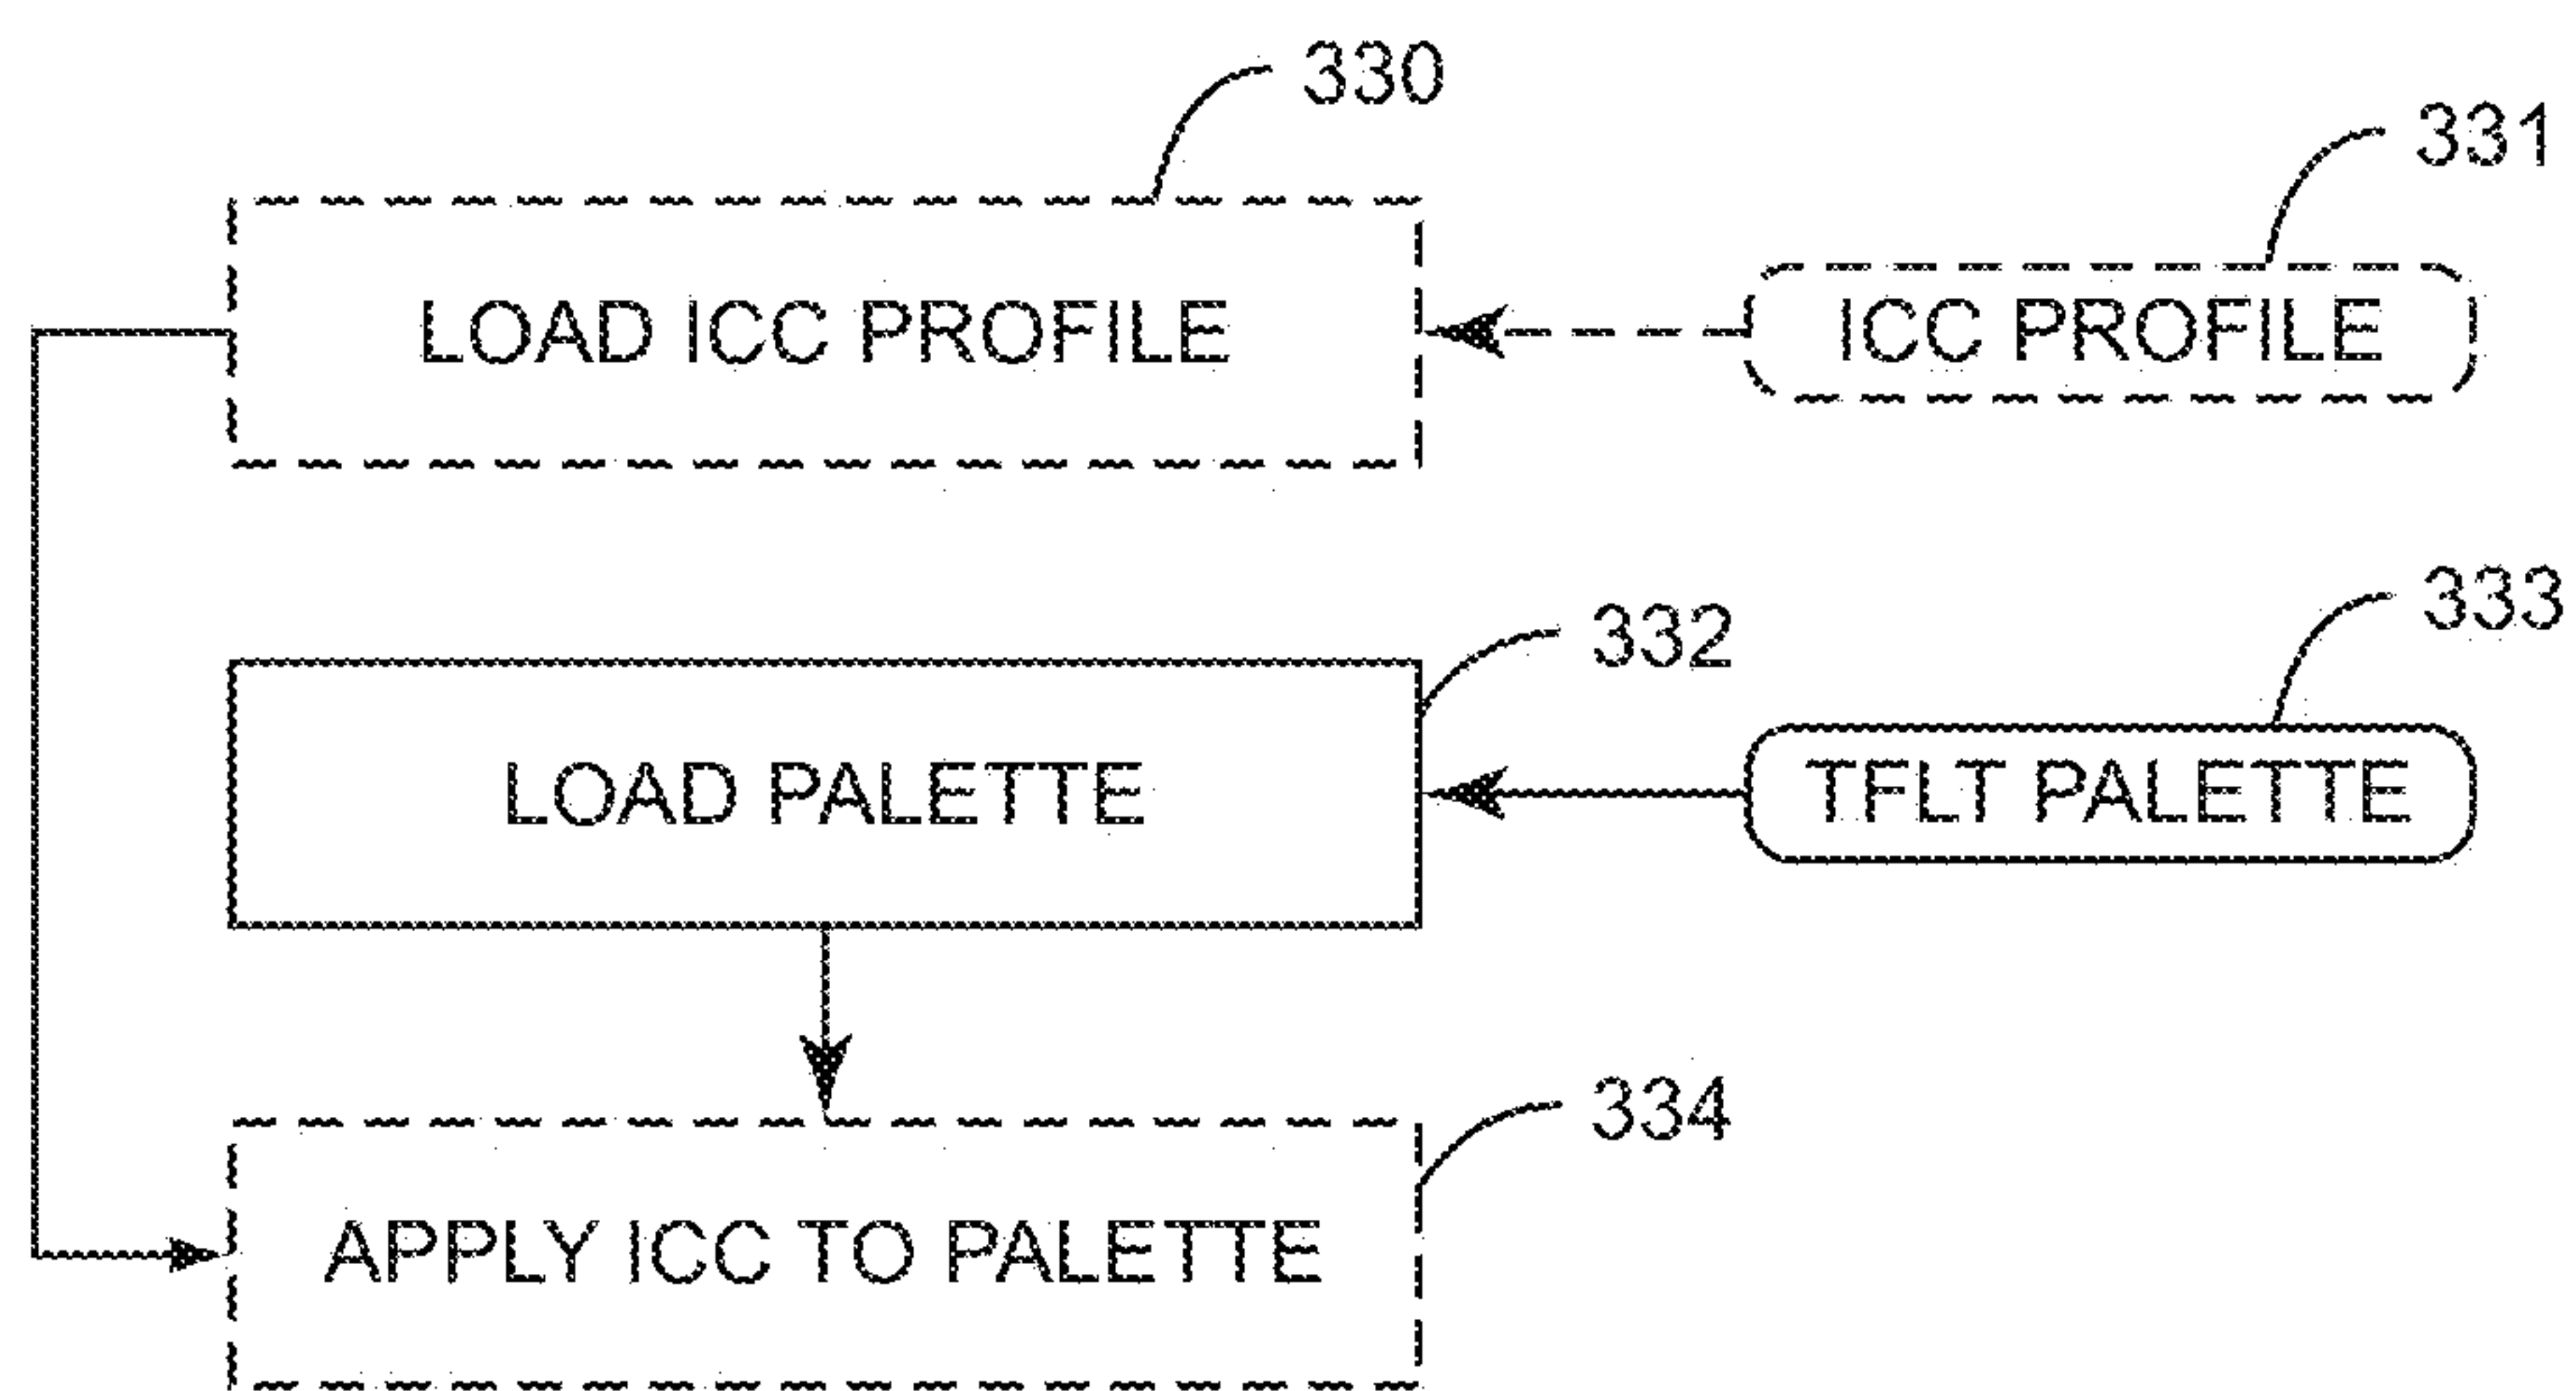 330
331
LOAD ICC PROFILE
ICC PROFILE
332
333
LOAD PALETTE
TFLT PALETTE
334
APPLY ICC TO PALETTE